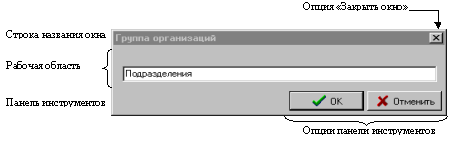 Опция «Закрыть окно»
Строка названия окна
Группа организаций
Рабочая область
Подразделения
Панель инструментов
OK
Отменить
Опции панели инструментов